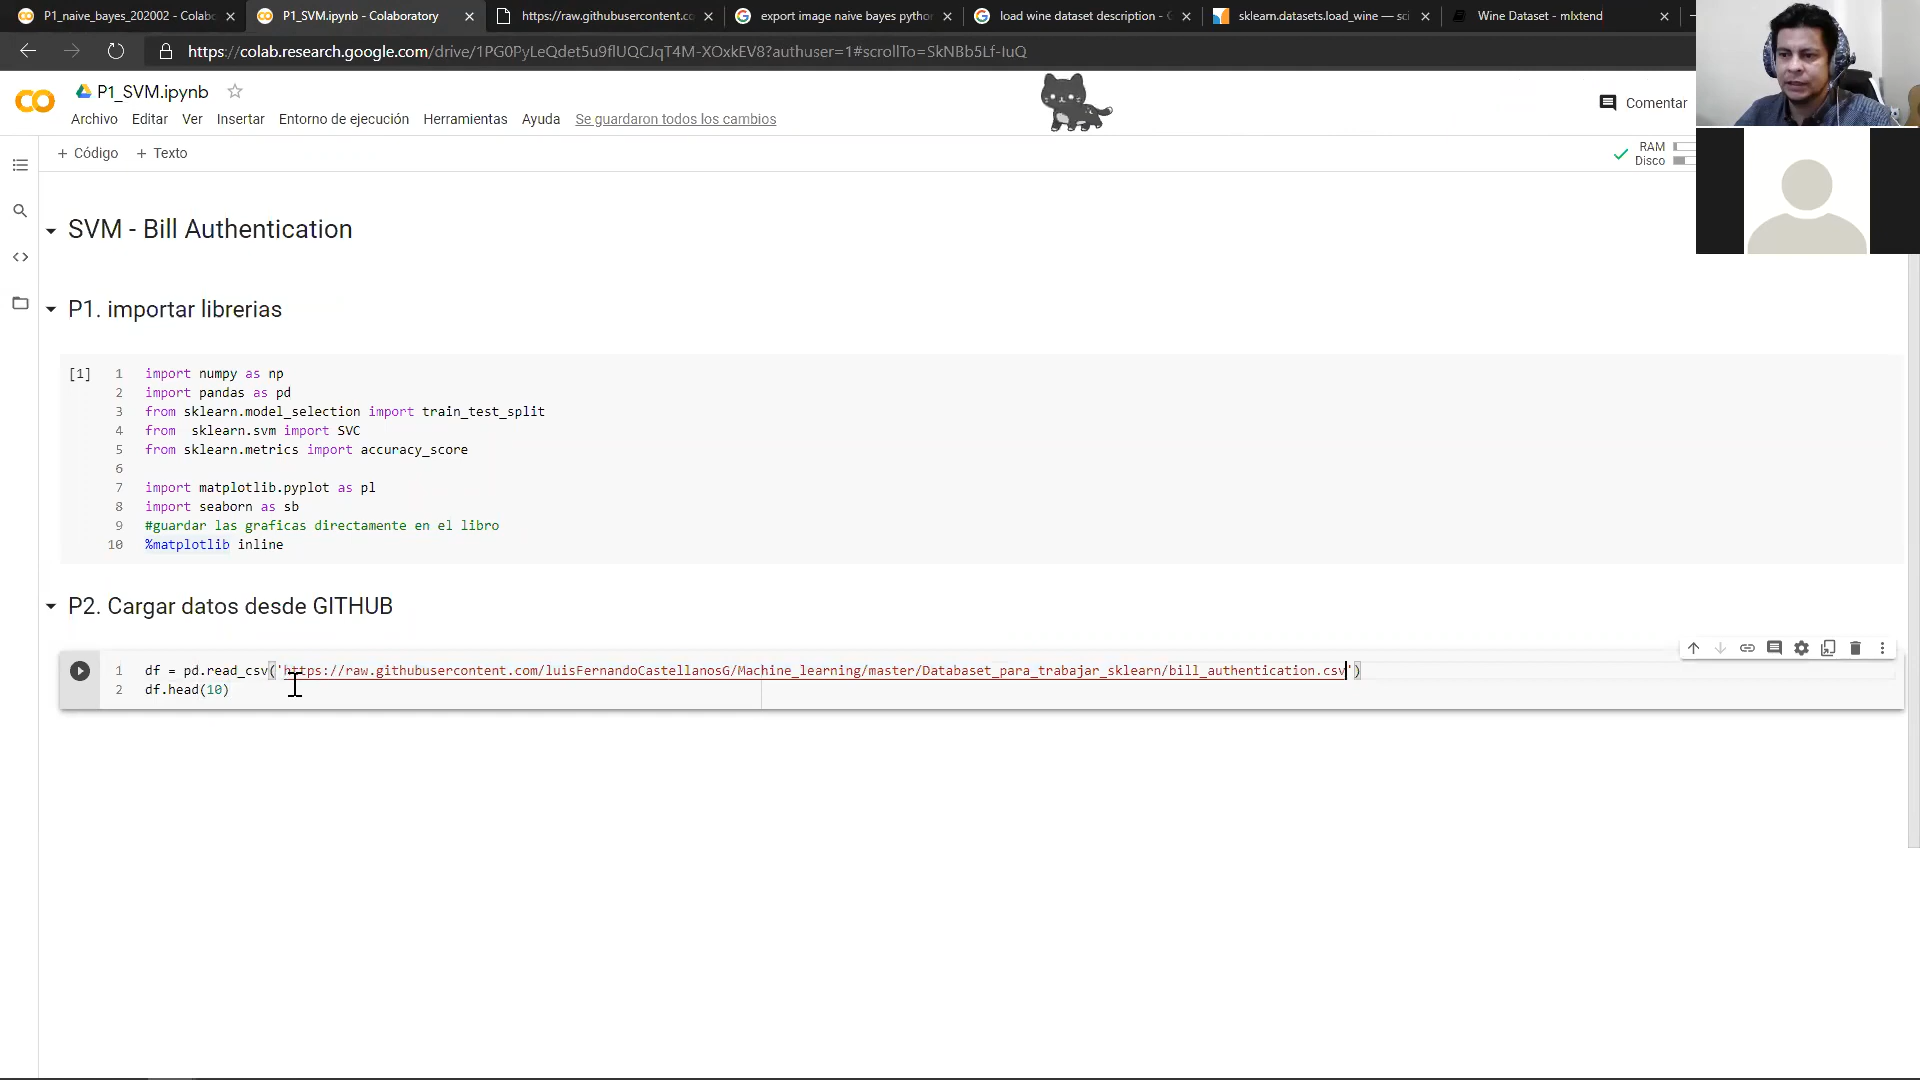 P1_naive_bayes_202002 - Colabo
P1_SVM.ipynb - Colaboratory
https://raw.githubusercontent.co
export image naive bayes python
load wine dataset description - G
sklearn.datasets.load_wine — sci
Wine Dataset - mlxtend
https://colab.research.google.com/drive/1PG0PyLeQdet5u9flUQCJqT4M-XOxkEV8?authuser=1#scrollTo=SkNBb5Lf-IuQ
P1_SVM.ipynb
Comentar
Archivo Editar Ver Insertar Entorno de ejecución Herramientas Ayuda Se guardaron todos los cambios
+ Código + Texto
RAM
Disco
SVM - Bill Authentication
P1. importar librerias
[1] 1 import numpy as np
2 import pandas as pd
3 from sklearn.model_selection import train_test_split
4 from  sklearn.svm import SVC
5 from sklearn.metrics import accuracy_score
6
7 import matplotlib.pyplot as pl
8 import seaborn as sb
9 #guardar las graficas directamente en el libro
10 %matplotlib inline
P2. Cargar datos desde GITHUB
1 df = pd.read_csv('https://raw.githubusercontent.com/luisFernandoCastellanosG/Machine_learning/master/Databaset_para_trabajar_sklearn/bill_authentication.csv')
2 df.head(10)